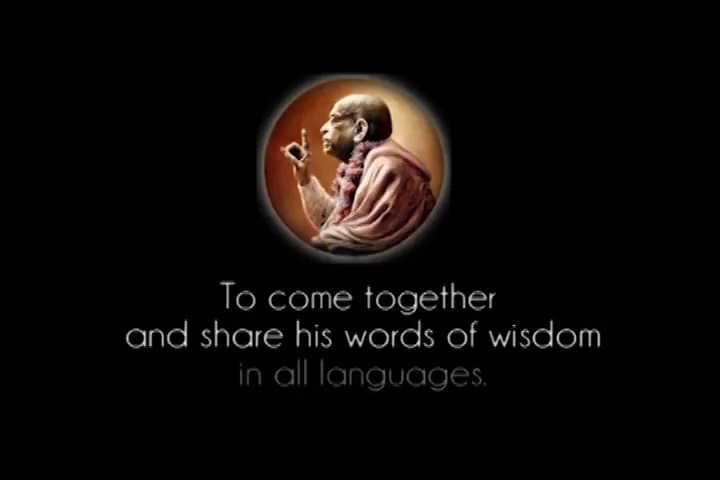 To come together
and share his words of wisdom
in all languages.